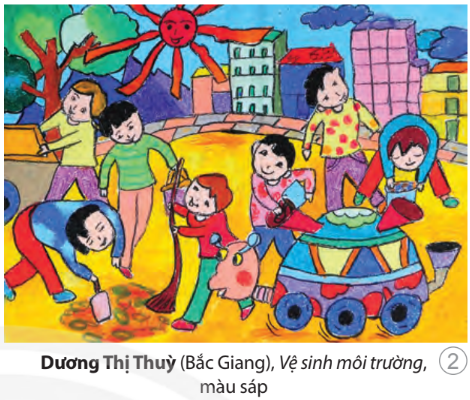 Dương Thị Thuỳ (Bắc Giang), Vệ sinh môi trường, 2
màu sáp